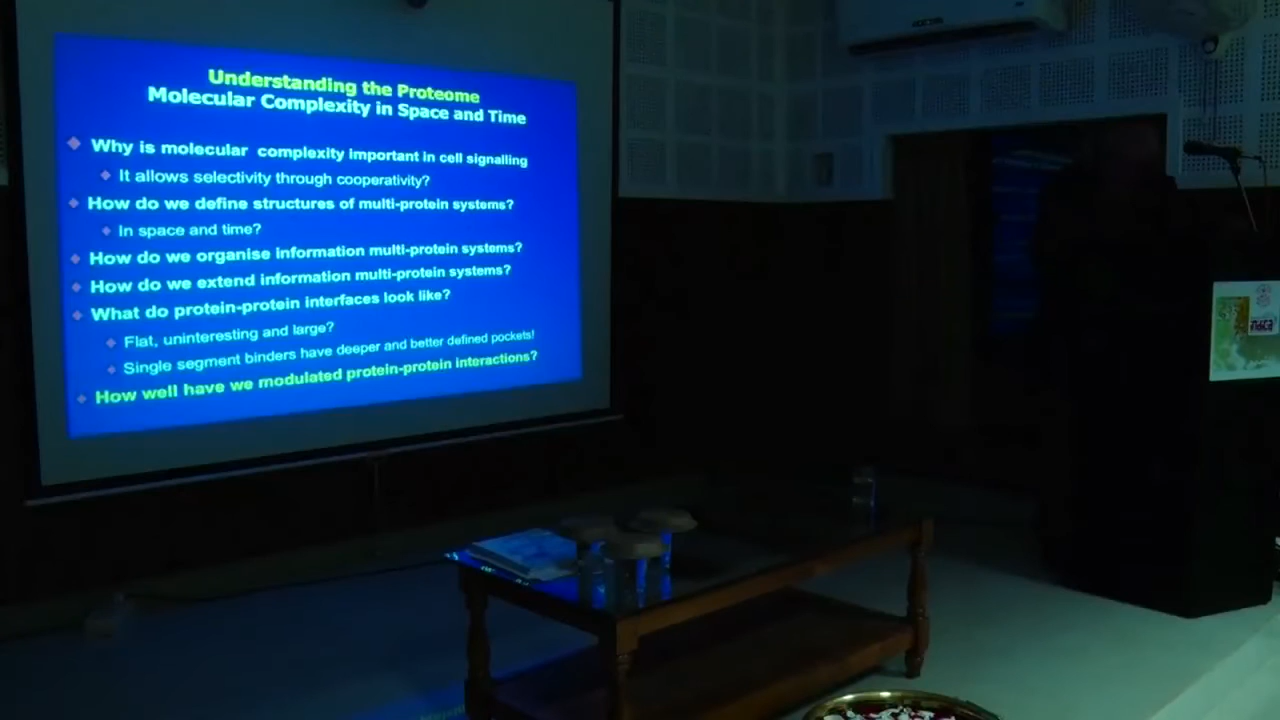 Understanding the Proteome
Molecular Complexity in Space and Time
Why is molecular complexity important in cell signalling
It allows selectivity through cooperativity?
How do we define structures of multi-protein systems?
In space and time?
How do we organise information multi-protein systems?
How do we extend information multi-protein systems?
What do protein-protein interfaces look like?
Flat, uninteresting and large?
Single segment binders have deeper and better defined pockets!
How well have we modulated protein-protein interactions?